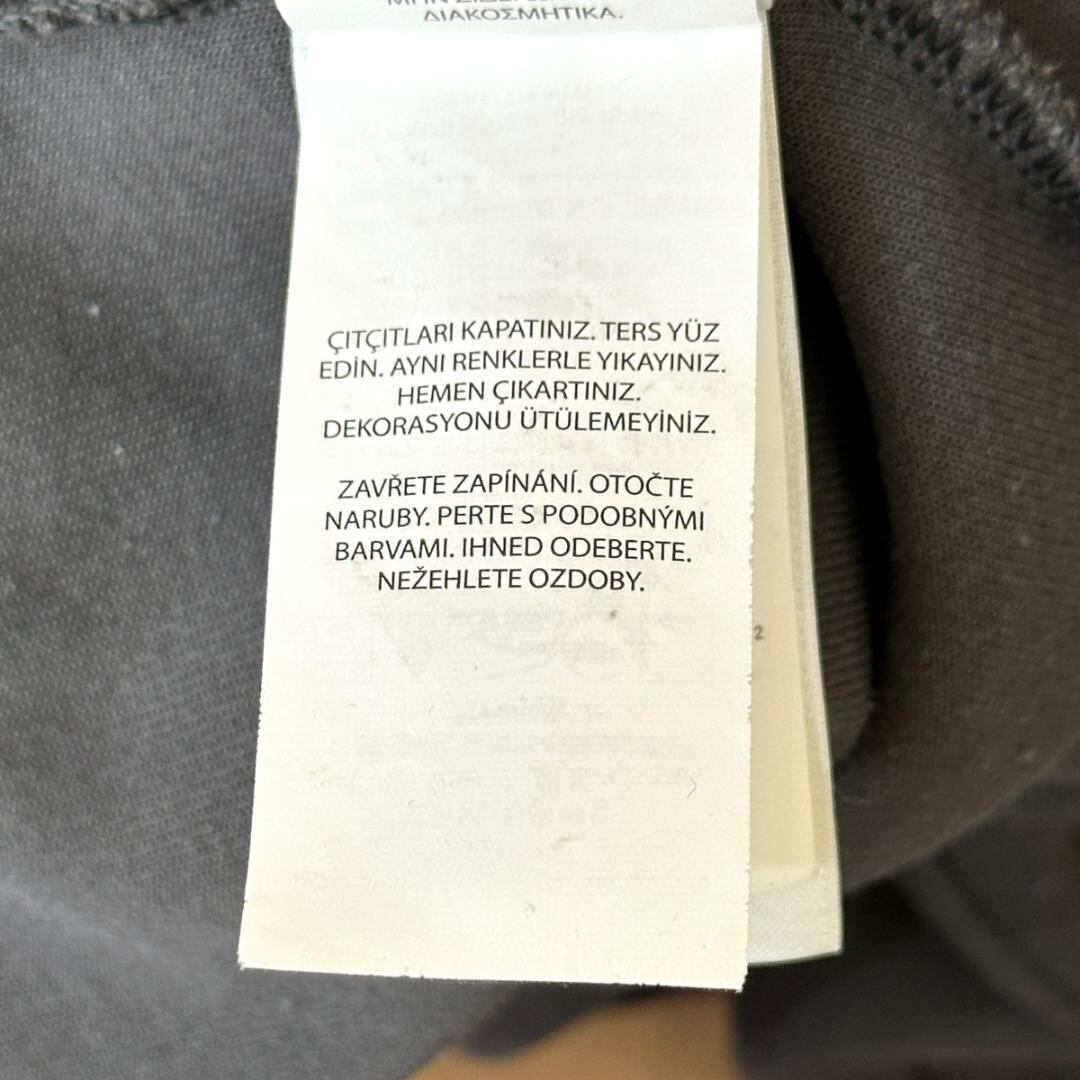 ΔΙΑΚΟΣΜΗΤΙΚΑ.
ÇITÇITLARI KAPATINIZ. TERS YÜZ
EDİN. AYNI RENKLERLE YIKAYINIZ.
HEMEN ÇIKARTINIZ.
DEKORASYONU ÜTÜLEMEYİNİZ.
ZAVŘETE ZAPÍNÁNÍ. OTOČTE
NARUBY. PERTE S PODOBNÝMI
BARVAMI. IHNED ODEBERTE.
NEŽEHLETE OZDOBY.
2